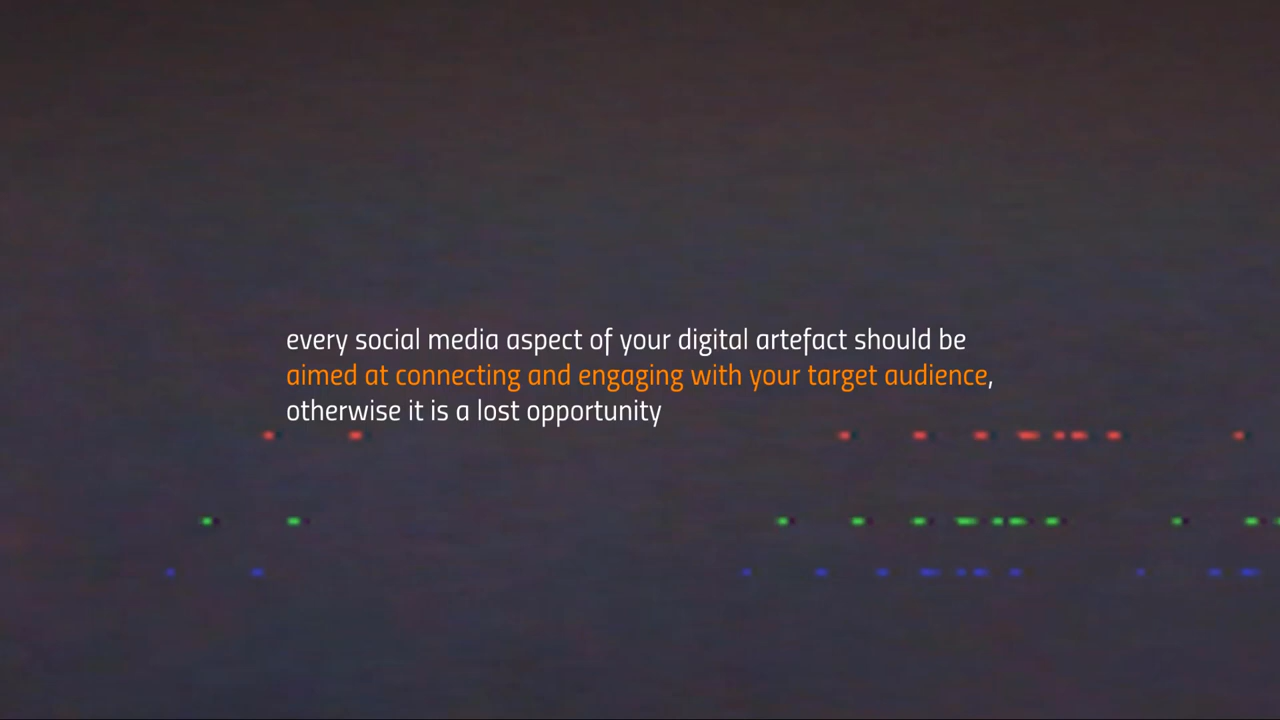 every social media aspect of your digital artefact should be
aimed at connecting and engaging with your target audience,
otherwise it is a lost opportunity